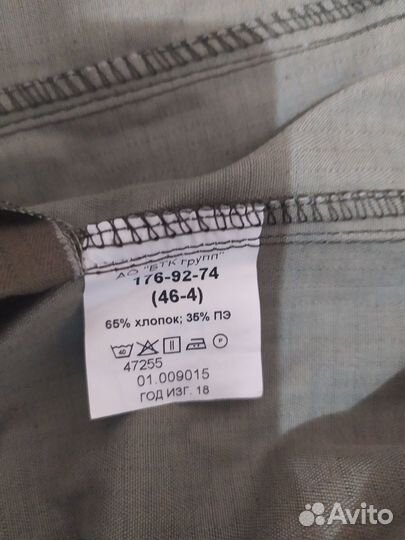 АО "БТК групп"
176-92-74
(46-4)
65% хлопок; 35% ПЭ
40 P
47255
01.009015
ГОД ИЗГ. 18
Avito